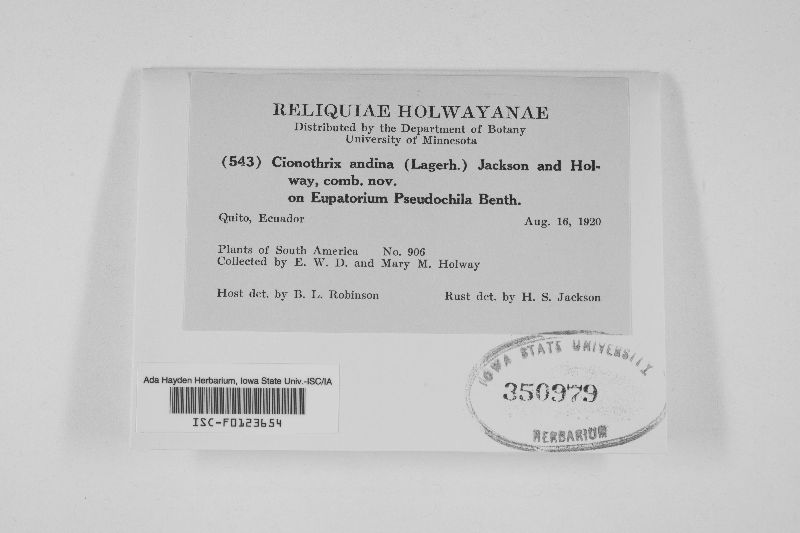 RELIQUIAE HOLWAYANAE
Distributed by the Department of Botany
University of Minnesota
(543) Cionothrix andina (Lagerh.) Jackson and Hol-
way, comb. nov.
on Eupatorium Pseudochila Benth.
Quito, Ecuador Aug. 16, 1920
Plants of South America No. 906
Collected by E. W. D. and Mary M. Holway
Host det. by B. L. Robinson Rust det. by H. S. Jackson
Ada Hayden Herbarium, Iowa State Univ.-ISC/IA
ISC-F0123654
IOWA STATE UNIVERSITY
350979
HERBARIUM